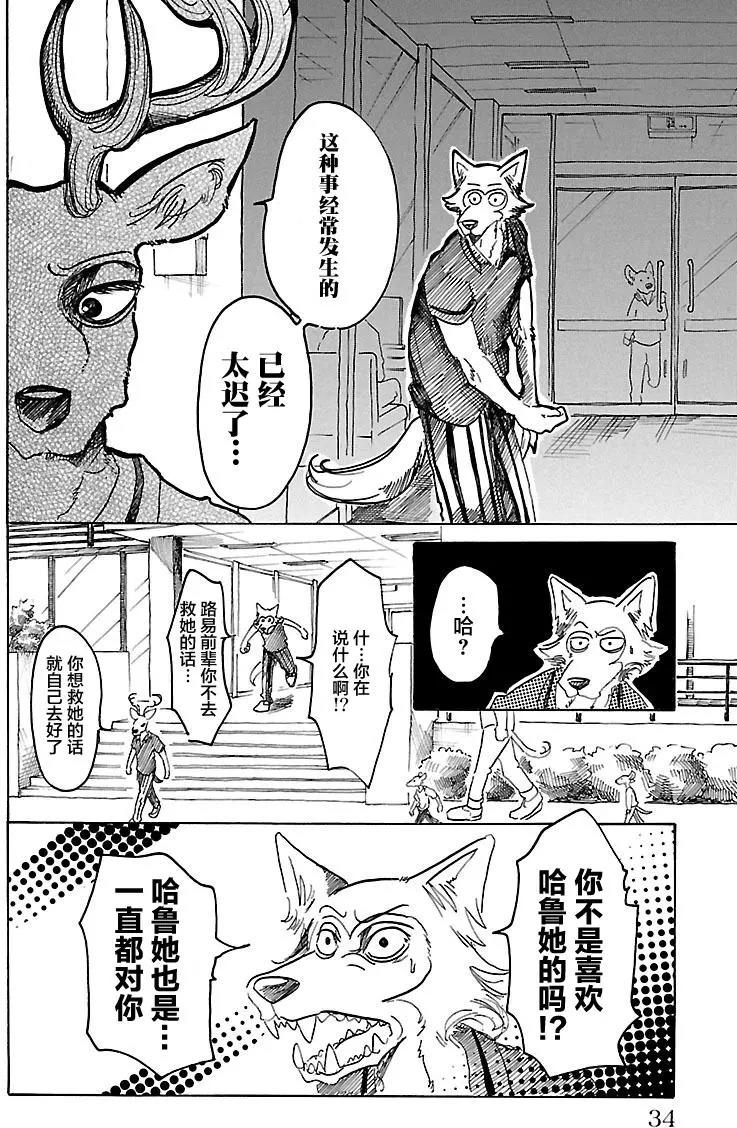 这种事经常发生的
已经
太迟了…
…哈?
什…你在
说什么啊!?
路易前辈你不去
救她的话…
你想救她的话
就自己去好了
你不是喜欢
哈鲁她的吗!?
哈鲁她也是…
一直都对你
34